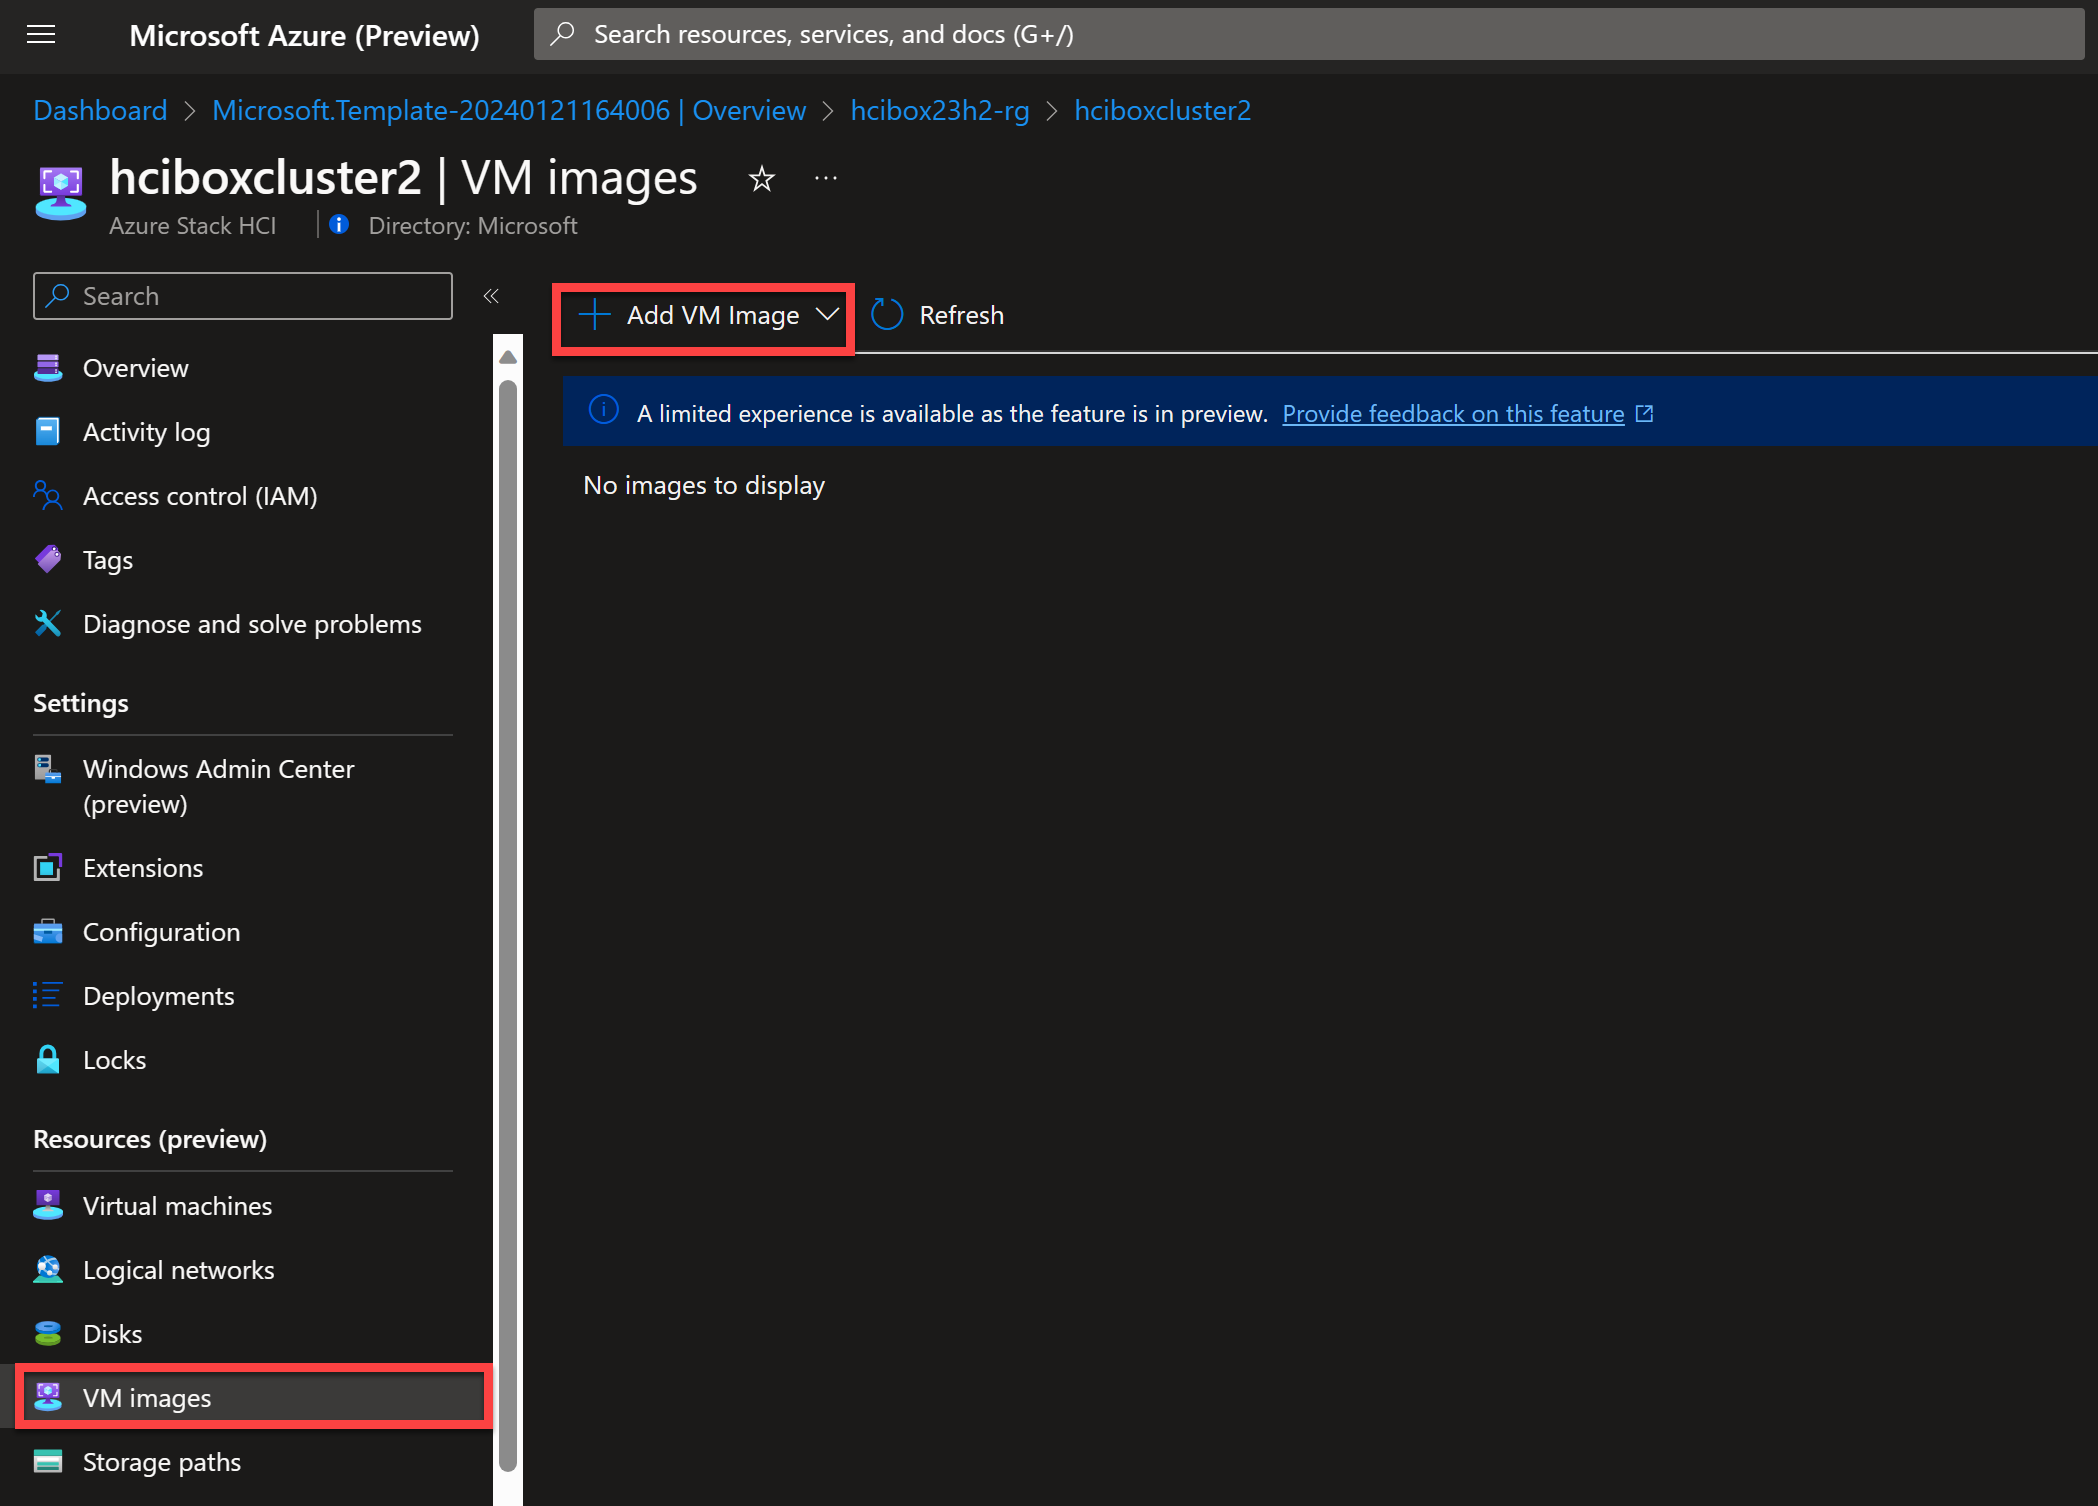 Microsoft Azure (Preview)
Search resources, services, and docs (G+/)
Dashboard > Microsoft.Template-20240121164006 | Overview > hcibox23h2-rg > hciboxcluster2
hciboxcluster2 | VM images
Azure Stack HCI
Directory: Microsoft
Search
Add VM Image
Refresh
A limited experience is available as the feature is in preview. Provide feedback on this feature
No images to display
Overview
Activity log
Access control (IAM)
Tags
Diagnose and solve problems
Settings
Windows Admin Center
(preview)
Extensions
Configuration
Deployments
Locks
Resources (preview)
Virtual machines
Logical networks
Disks
VM images
Storage paths